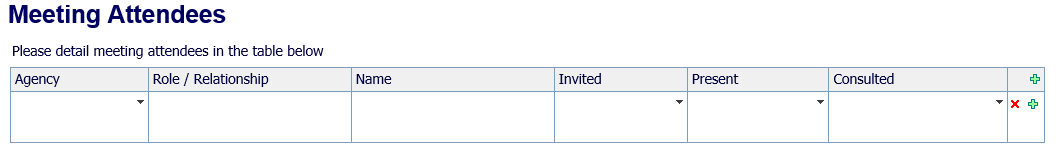 Meeting Attendees
Please detail meeting attendees in the table below
Agency Role / Relationship Name Invited Present Consulted